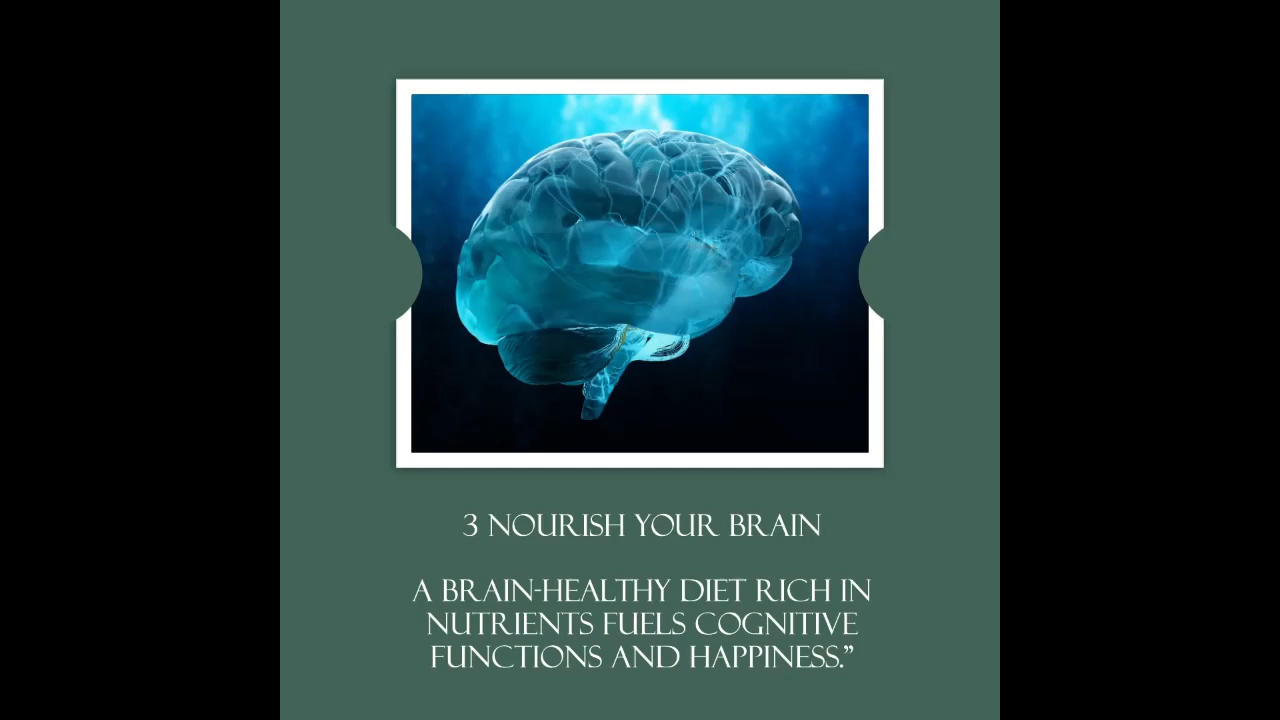 3 NOURISH YOUR BRAIN
A BRAIN-HEALTHY DIET RICH IN
NUTRIENTS FUELS COGNITIVE
FUNCTIONS AND HAPPINESS.”